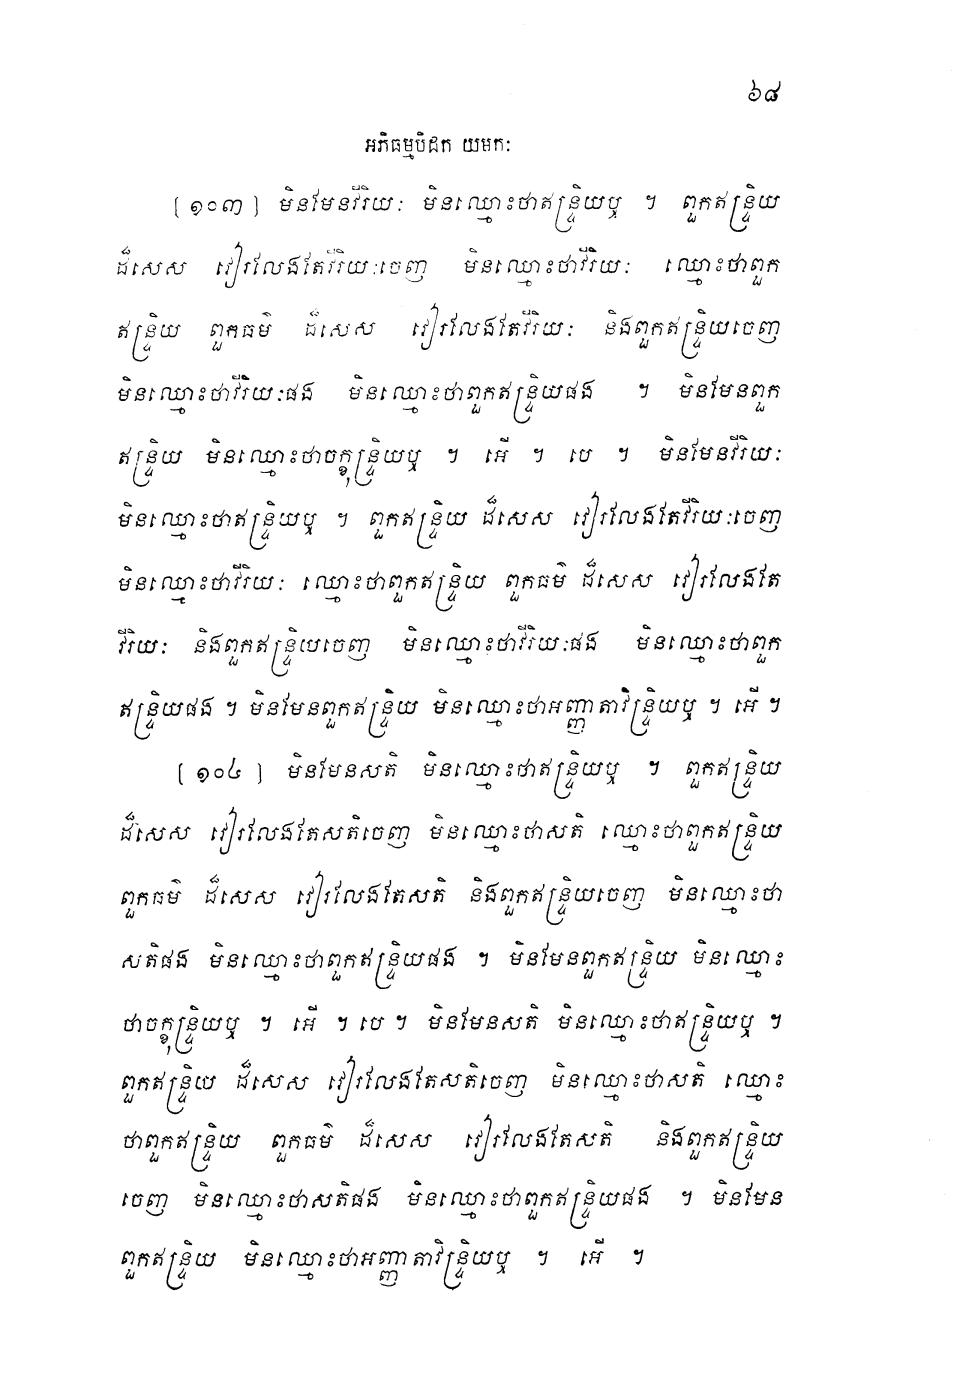 ៦៨
អភិធម្មបិដក យមកៈ
[១០៣] មិនមែនវីរិយៈ មិនឈ្មោះថាឥន្ទ្រិយឬ ។ ពួកឥន្ទ្រិយ
ដ៏សេស វៀរលែងតែវីរិយៈចេញ មិនឈ្មោះថាវីរិយៈ ឈ្មោះថាពួក
ឥន្ទ្រិយ ពួកធម៌ ដ៏សេស វៀរលែងតែវីរិយៈ និងពួកឥន្ទ្រិយចេញ
មិនឈ្មោះថាវីរិយៈផង មិនឈ្មោះថាពួកឥន្ទ្រិយផង ។ មិនមែនពួក
ឥន្ទ្រិយ មិនឈ្មោះថាចក្ខុន្ទ្រិយឬ ។ អើ ។ បេ ។ មិនមែនវីរិយៈ
មិនឈ្មោះថាឥន្ទ្រិយឬ ។ ពួកឥន្ទ្រិយ ដ៏សេស វៀរលែងតែវីរិយៈចេញ
មិនឈ្មោះថាវីរិយៈ ឈ្មោះថាពួកឥន្ទ្រិយ ពួកធម៌ ដ៏សេស វៀរលែងតែ
វីរិយៈ និងពួកឥន្ទ្រិយចេញ មិនឈ្មោះថាវីរិយៈផង មិនឈ្មោះថាពួក
ឥន្ទ្រិយផង ។ មិនមែនពួកឥន្ទ្រិយ មិនឈ្មោះថាអញ្ញាតាវិន្ទ្រិយឬ ។ អើ ។
[១០៤] មិនមែនសតិ មិនឈ្មោះថាឥន្ទ្រិយឬ ។ ពួកឥន្ទ្រិយ
ដ៏សេស វៀរលែងតែសតិចេញ មិនឈ្មោះថាសតិ ឈ្មោះថាពួកឥន្ទ្រិយ
ពួកធម៌ ដ៏សេស វៀរលែងតែសតិ និងពួកឥន្ទ្រិយចេញ មិនឈ្មោះថា
សតិផង មិនឈ្មោះថាពួកឥន្ទ្រិយផង ។ មិនមែនពួកឥន្ទ្រិយ មិនឈ្មោះ
ថាចក្ខុន្ទ្រិយឬ ។ អើ ។ បេ ។ មិនមែនសតិ មិនឈ្មោះថាឥន្ទ្រិយឬ ។
ពួកឥន្ទ្រិយ ដ៏សេស វៀរលែងតែសតិចេញ មិនឈ្មោះថាសតិ ឈ្មោះ
ថាពួកឥន្ទ្រិយ ពួកធម៌ ដ៏សេស វៀរលែងតែសតិ និងពួកឥន្ទ្រិយ
ចេញ មិនឈ្មោះថាសតិផង មិនឈ្មោះថាពួកឥន្ទ្រិយផង ។ មិនមែន
ពួកឥន្ទ្រិយ មិនឈ្មោះថាអញ្ញាតាវិន្ទ្រិយឬ ។ អើ ។